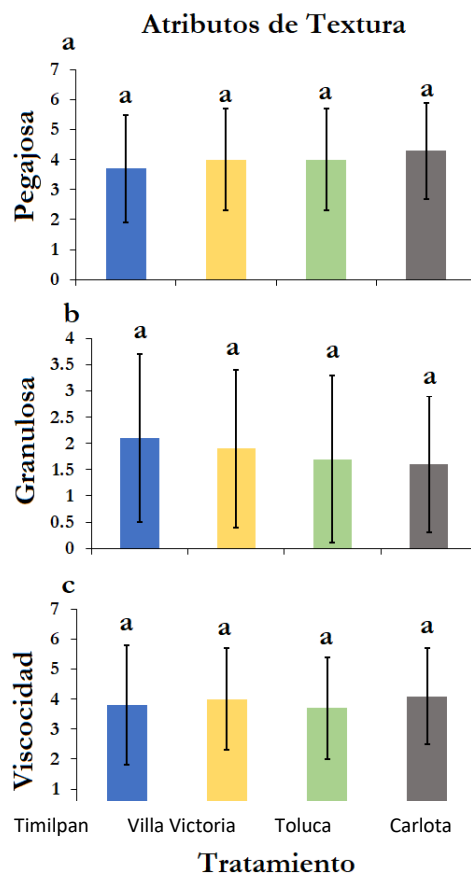 Atributos de Textura
a
Pegajosa
7
6
5
4
3
2
1
0
a a a a
b
Granulosa
4
3.5
3
2.5
2
1.5
1
0.5
0
a a a a
c
Viscocidad
7
6
5
4
3
2
1
a a a a
Timilpan Villa Victoria Toluca Carlota
Tratamiento